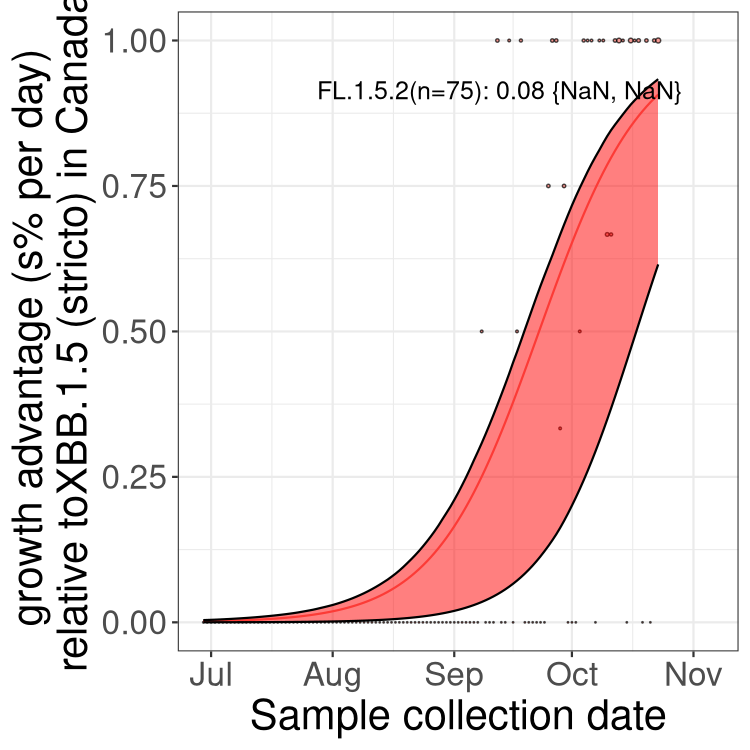 growth advantage (s% per day)
relative toXBB.1.5 (stricto) in Canada
1.00
0.75
0.50
0.25
0.00
FL.1.5.2(n=75): 0.08 {NaN, NaN}
Jul Aug Sep Oct Nov
Sample collection date